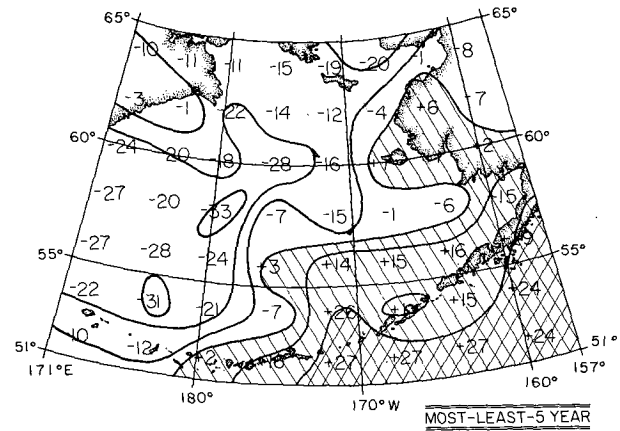 65° 65°
-10 -11 -11 -15 -19 -20 -1 -8
-3 -1 22 -14 -12 -4 +6 -7
60° 60°
-24 20 -18 -28 -16 2
-27 -20 -33 -7 -15 -1 -6 +15
55° 55°
-27 -28 -24 3 +14 +15 +16
-22 -31 -21 -7 +15 +24
51° 51°
10 -12 +27 +27 +27 +24
171°E 180° 170°W 160° 157°
MOST-LEAST-5 YEAR